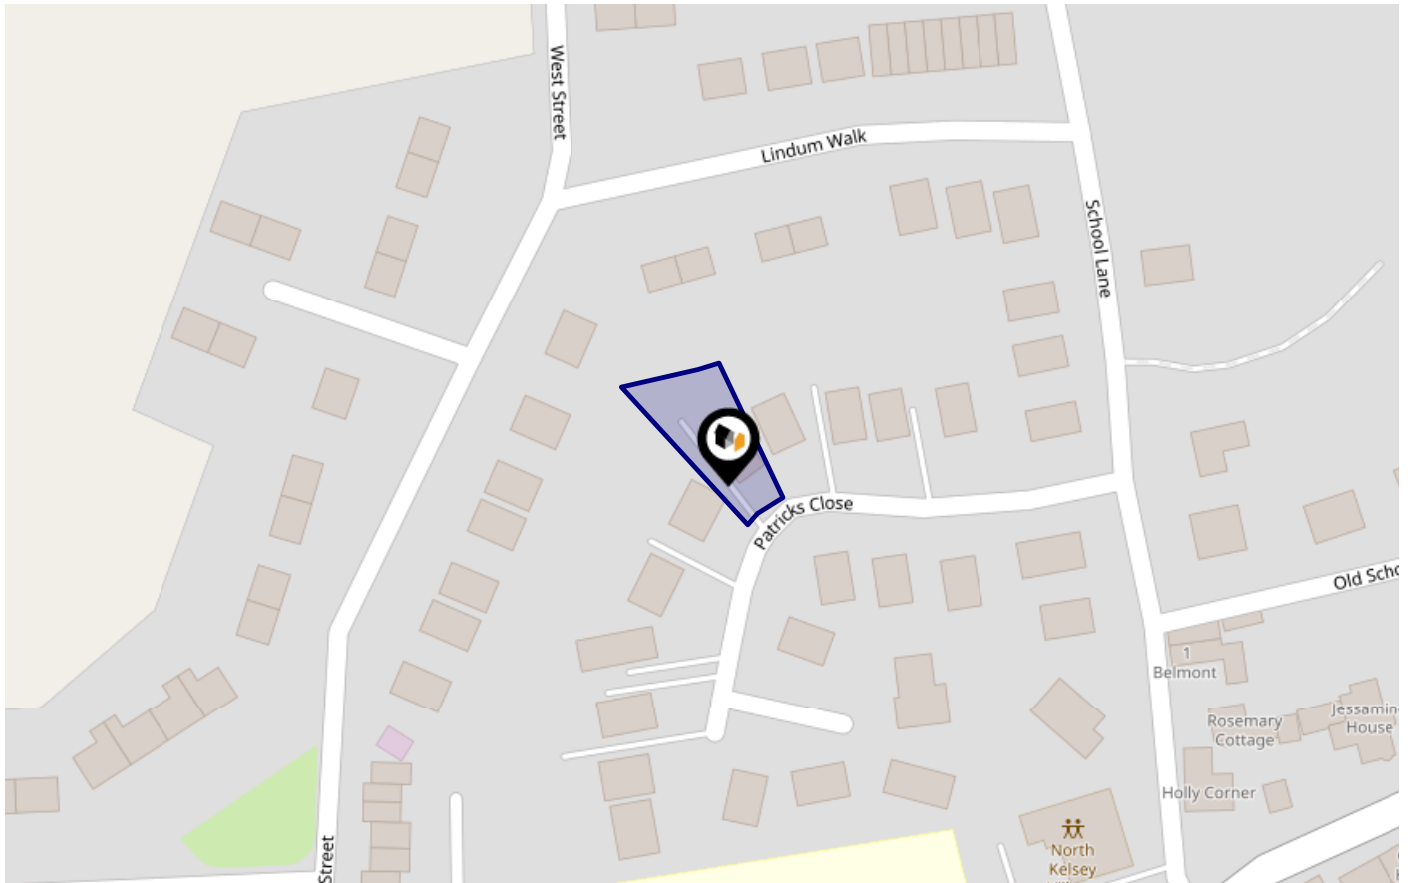 West Street
Lindum Walk
School Lane
Patricks Close
Old Scho
1
Belmont
Rosemary
Cottage
Jessamin
House
Holly Corner
North
Kelsey
Street